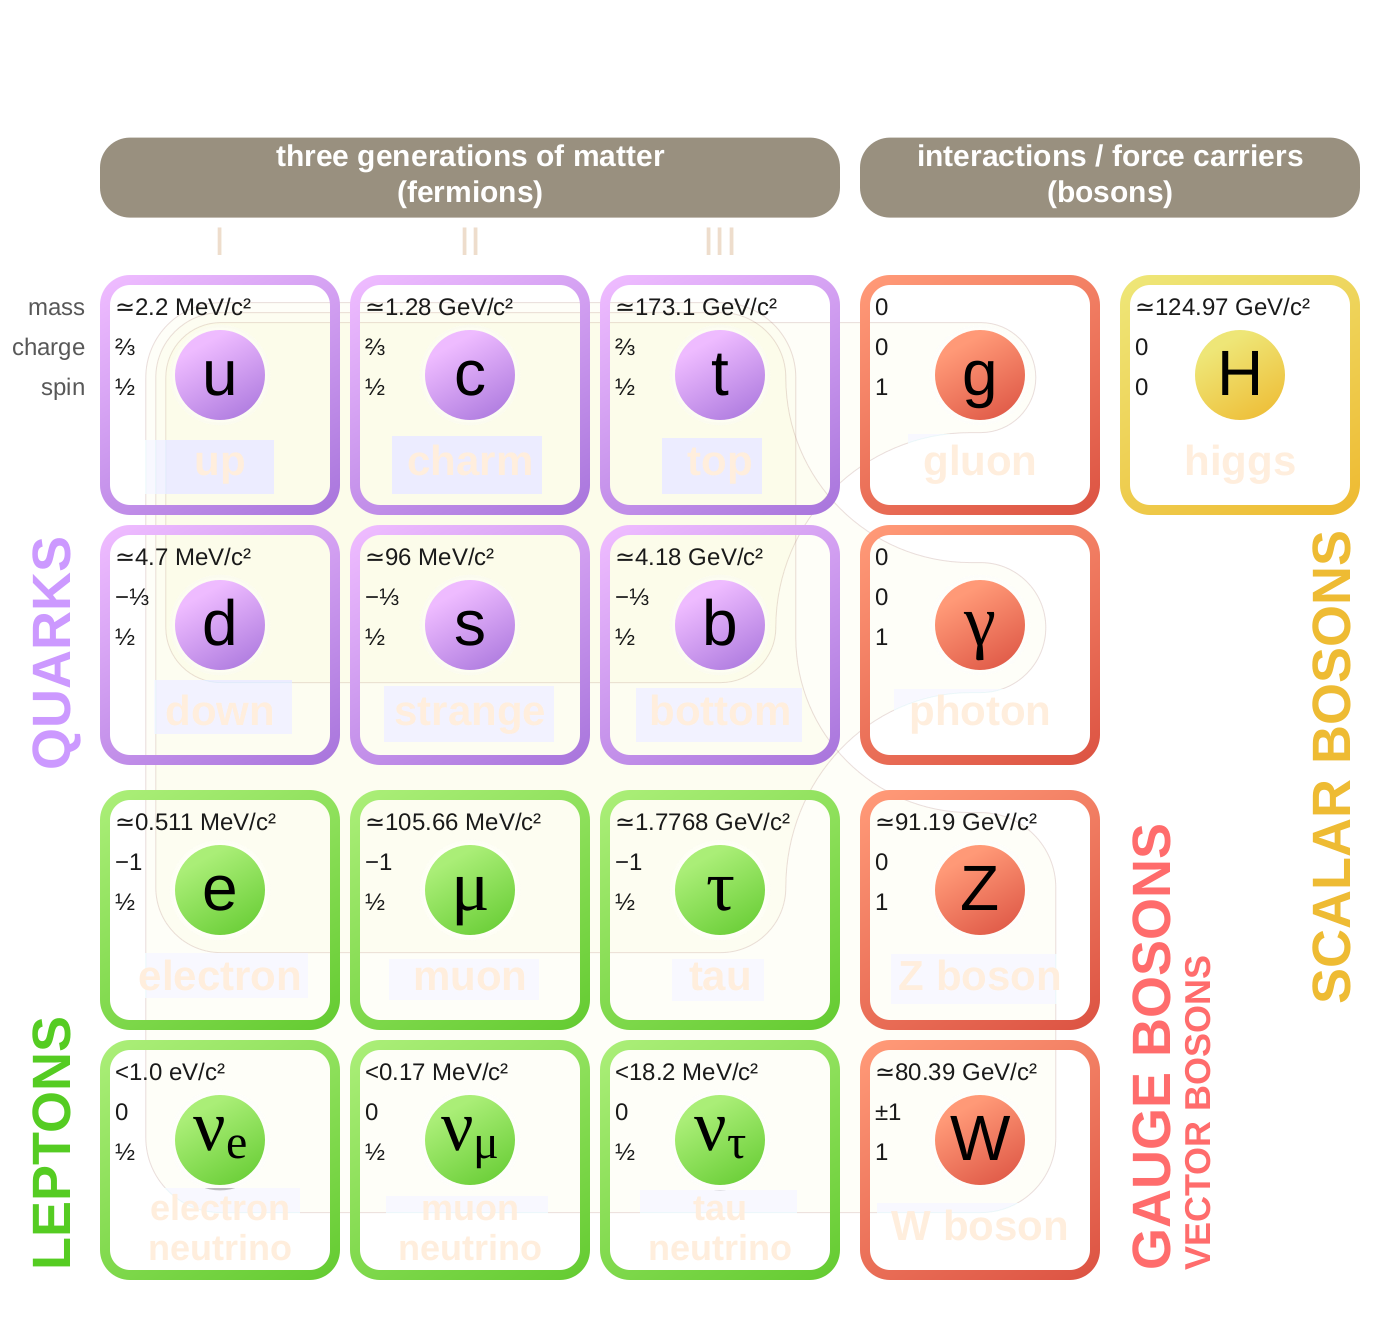 three generations of matter
(fermions)
interactions / force carriers
(bosons)
I
II
III
mass
charge
spin
≃2.2 MeV/c²
⅔
½
u
up
≃1.28 GeV/c²
⅔
½
c
charm
≃173.1 GeV/c²
⅔
½
t
top
0
0
1
g
gluon
≃124.97 GeV/c²
0
0
H
higgs
QUARKS
≃4.7 MeV/c²
−⅓
½
d
down
≃96 MeV/c²
−⅓
½
s
strange
≃4.18 GeV/c²
−⅓
½
b
bottom
0
0
1
γ
photon
SCALAR BOSONS
LEPTONS
≃0.511 MeV/c²
−1
½
e
electron
≃105.66 MeV/c²
−1
½
μ
muon
≃1.7768 GeV/c²
−1
½
τ
tau
≃91.19 GeV/c²
0
1
Z
Z boson
GAUGE BOSONS
VECTOR BOSONS
<1.0 eV/c²
0
½
νe
electron
neutrino
<0.17 MeV/c²
0
½
νμ
muon
neutrino
<18.2 MeV/c²
0
½
ντ
tau
neutrino
≃80.39 GeV/c²
±1
1
W
W boson